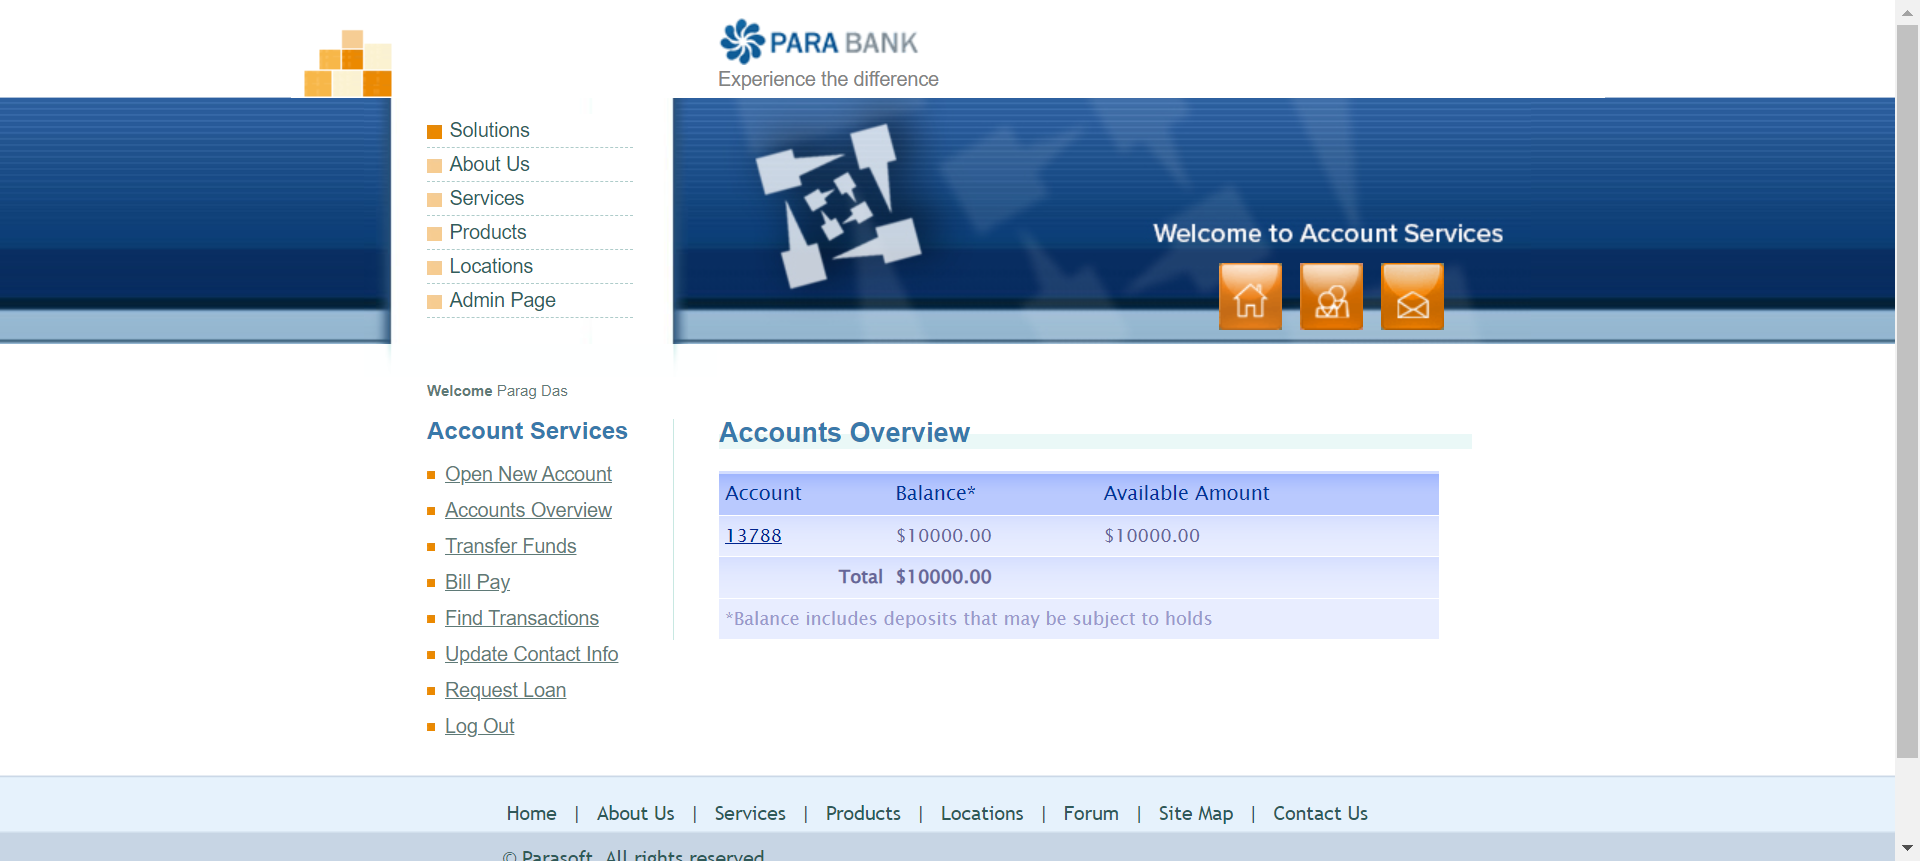 PARA BANK
Experience the difference
Solutions
About Us
Services
Products
Locations
Admin Page
Welcome to Account Services
Welcome Parag Das
Account Services
Open New Account
Accounts Overview
Transfer Funds
Bill Pay
Find Transactions
Update Contact Info
Request Loan
Log Out
Accounts Overview
Account Balance* Available Amount
13788 $10000.00 $10000.00
Total $10000.00
*Balance includes deposits that may be subject to holds
Home | About Us | Services | Products | Locations | Forum | Site Map | Contact Us
© Parasoft. All rights reserved.